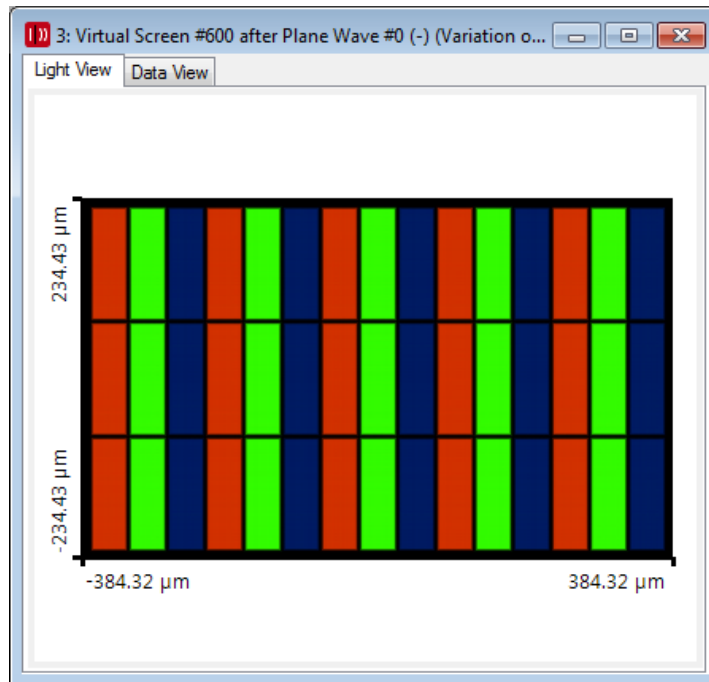 3: Virtual Screen #600 after Plane Wave #0 (-) (Variation o...
Light View
Data View
234.43 µm
-234.43 µm
-384.32 µm
384.32 µm